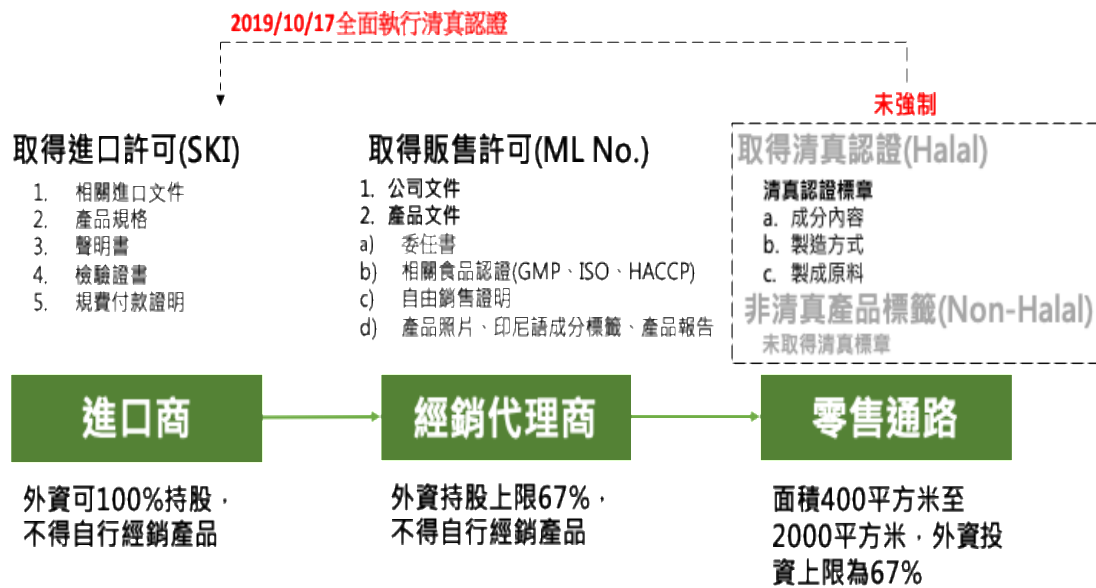 2019/10/17全面執行清真認證
未強制
取得進口許可(SKI)
1. 相關進口文件
2. 產品規格
3. 聲明書
4. 檢驗證書
5. 規費付款證明
取得販售許可(ML No.)
1. 公司文件
2. 產品文件
a) 委任書
b) 相關食品認證(GMP、ISO、HACCP)
c) 自由銷售證明
d) 產品照片、印尼語成分標籤、產品報告
取得清真認證(Halal)
清真認證標章
a. 成分內容
b. 製造方式
c. 製成原料
非清真產品標籤(Non-Halal)
未取得清真標章
進口商
經銷代理商
零售通路
外資可100%持股，
不得自行經銷產品
外資持股上限67%，
不得自行經銷產品
面積400平方米至
2000平方米，外資投
資上限為67%